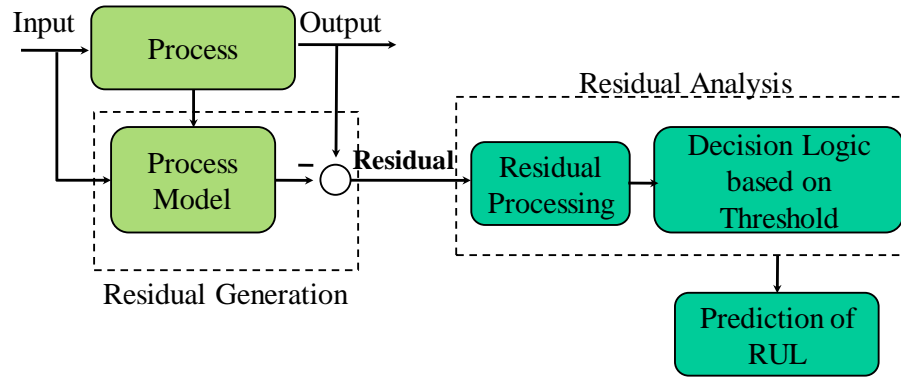 Input
Process
Output
Residual Analysis
Process
Model
–
Residual
Residual
Processing
Decision Logic
based on
Threshold
Residual Generation
Prediction of
RUL